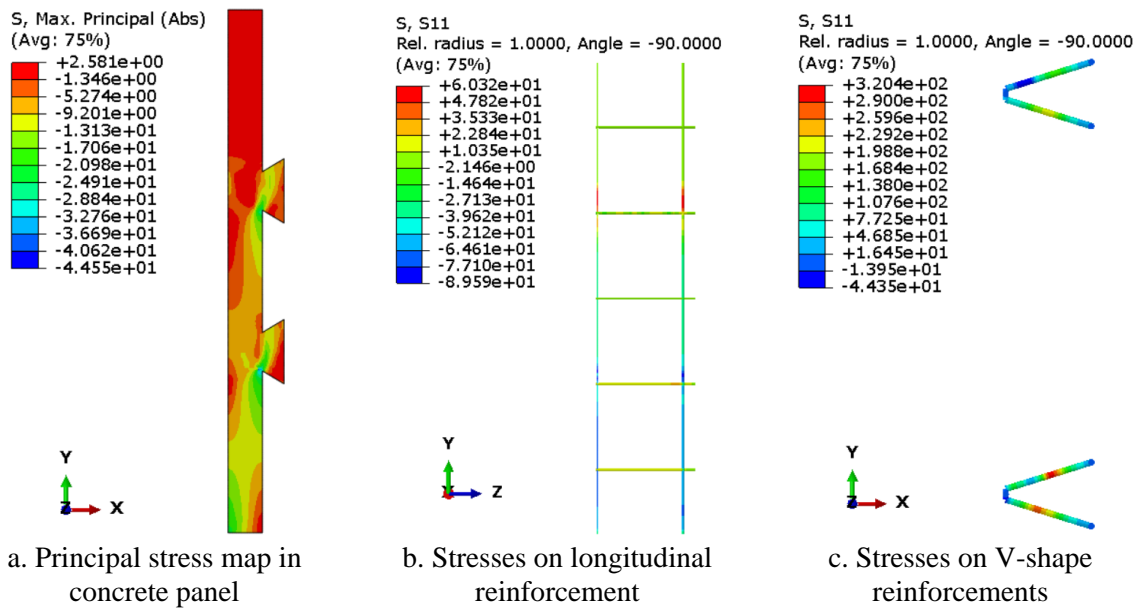 S, Max. Principal (Abs)
(Avg: 75%)
+2.581e+00
-1.346e+00
-5.274e+00
-9.201e+00
-1.313e+01
-1.706e+01
-2.098e+01
-2.491e+01
-2.884e+01
-3.276e+01
-3.669e+01
-4.062e+01
-4.455e+01
Y
Z
X
a. Principal stress map in
concrete panel
S, S11
Rel. radius = 1.0000, Angle = -90.0000
(Avg: 75%)
+6.032e+01
+4.782e+01
+3.533e+01
+2.284e+01
+1.035e+01
-2.146e+00
-1.464e+01
-2.713e+01
-3.962e+01
-5.212e+01
-6.461e+01
-7.710e+01
-8.959e+01
Y
X
Z
b. Stresses on longitudinal
reinforcement
S, S11
Rel. radius = 1.0000, Angle = -90.0000
(Avg: 75%)
+3.204e+02
+2.900e+02
+2.596e+02
+2.292e+02
+1.988e+02
+1.684e+02
+1.380e+02
+1.076e+02
+7.725e+01
+4.685e+01
+1.645e+01
-1.395e+01
-4.435e+01
Y
Z
X
c. Stresses on V-shape
reinforcements